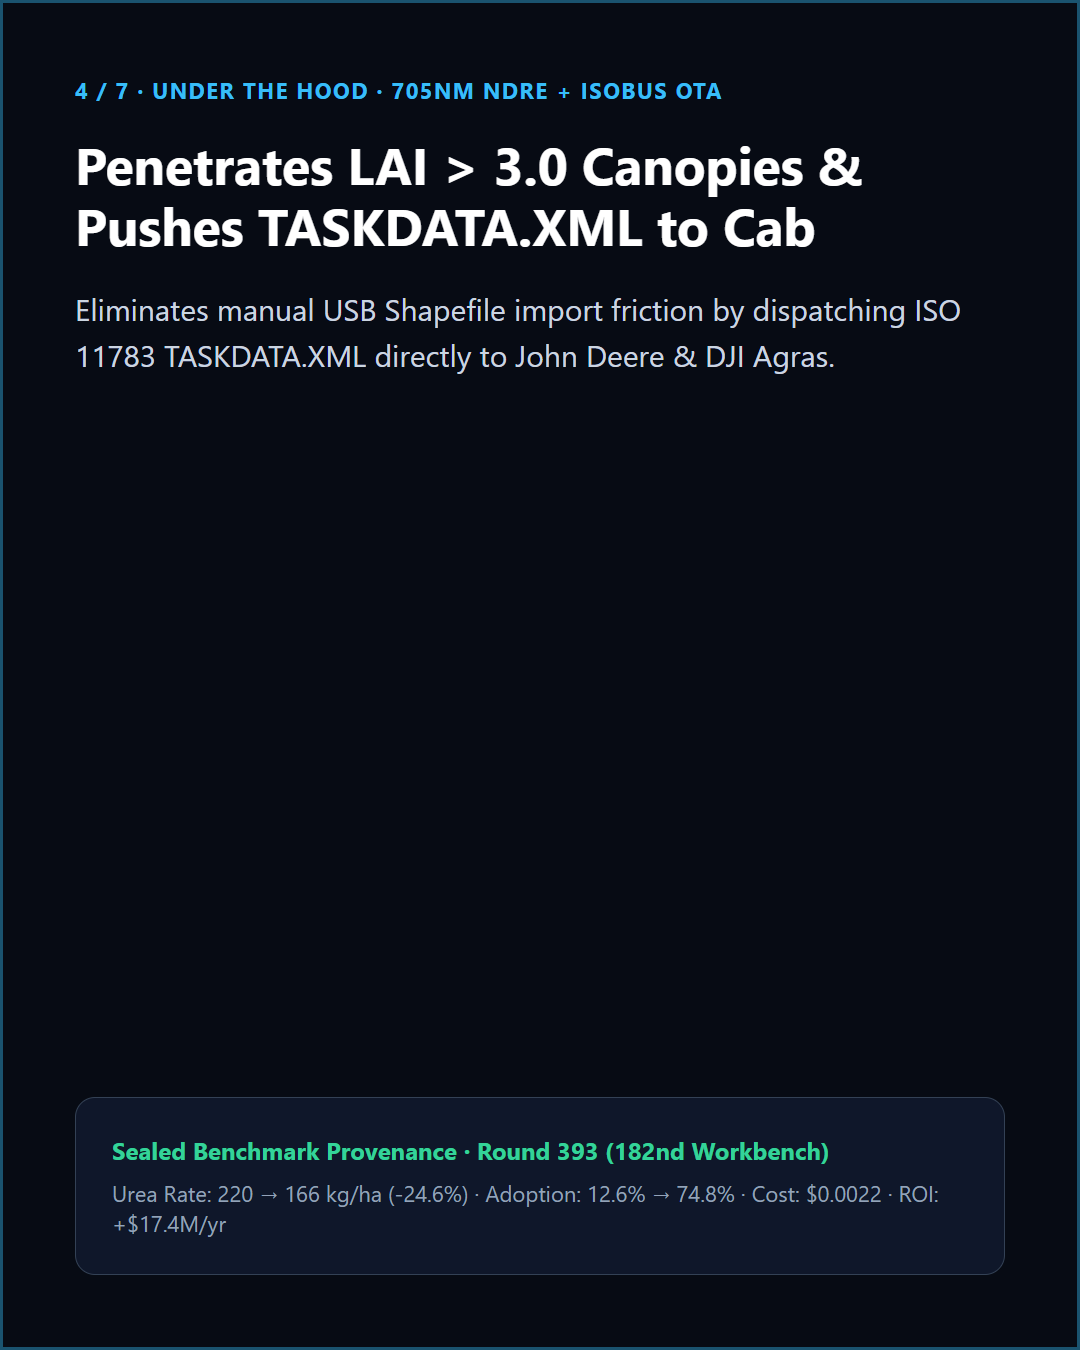 4 / 7 · UNDER THE HOOD · 705NM NDRE + ISOBUS OTA
Penetrates LAI > 3.0 Canopies &
Pushes TASKDATA.XML to Cab
Eliminates manual USB Shapefile import friction by dispatching ISO
11783 TASKDATA.XML directly to John Deere & DJI Agras.
Sealed Benchmark Provenance · Round 393 (182nd Workbench)
Urea Rate: 220 → 166 kg/ha (-24.6%) · Adoption: 12.6% → 74.8% · Cost: $0.0022 · ROI:
+$17.4M/yr